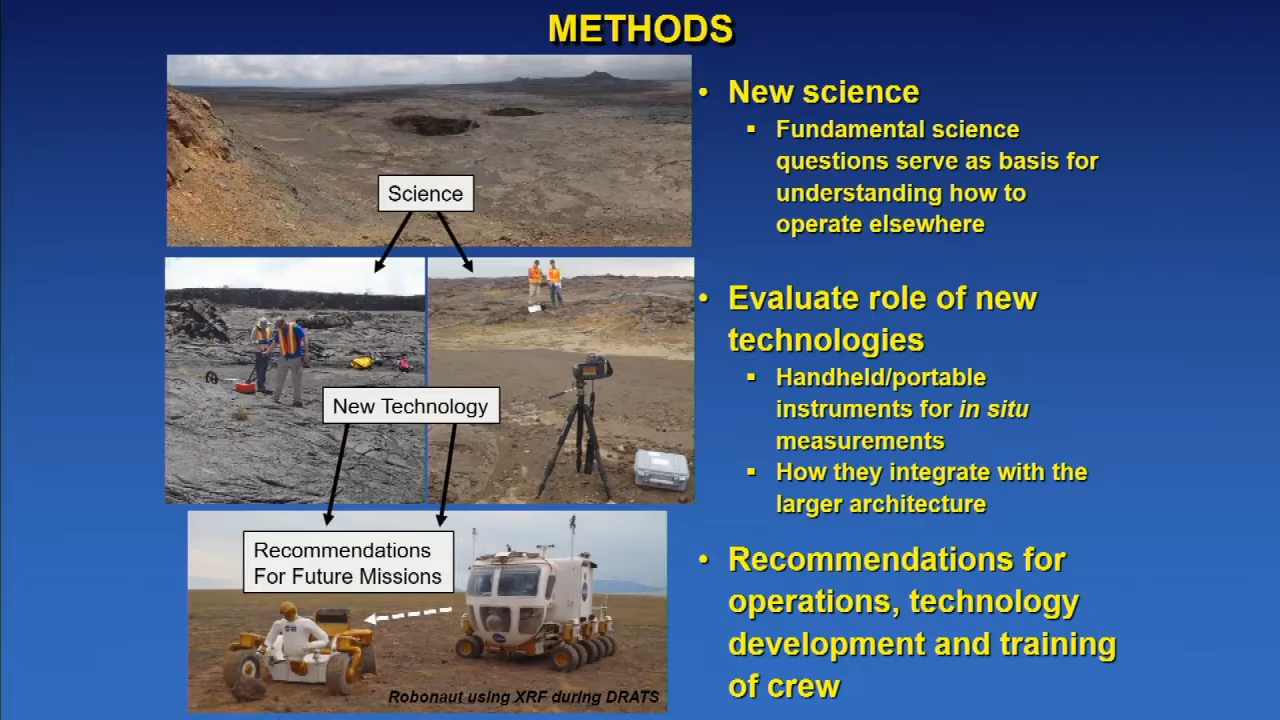 METHODS
Science
New Technology
Recommendations
For Future Missions
Robonaut using XRF during DRATS
• New science
▪ Fundamental science
questions serve as basis for
understanding how to
operate elsewhere
• Evaluate role of new
technologies
▪ Handheld/portable
instruments for in situ
measurements
▪ How they integrate with the
larger architecture
• Recommendations for
operations, technology
development and training
of crew